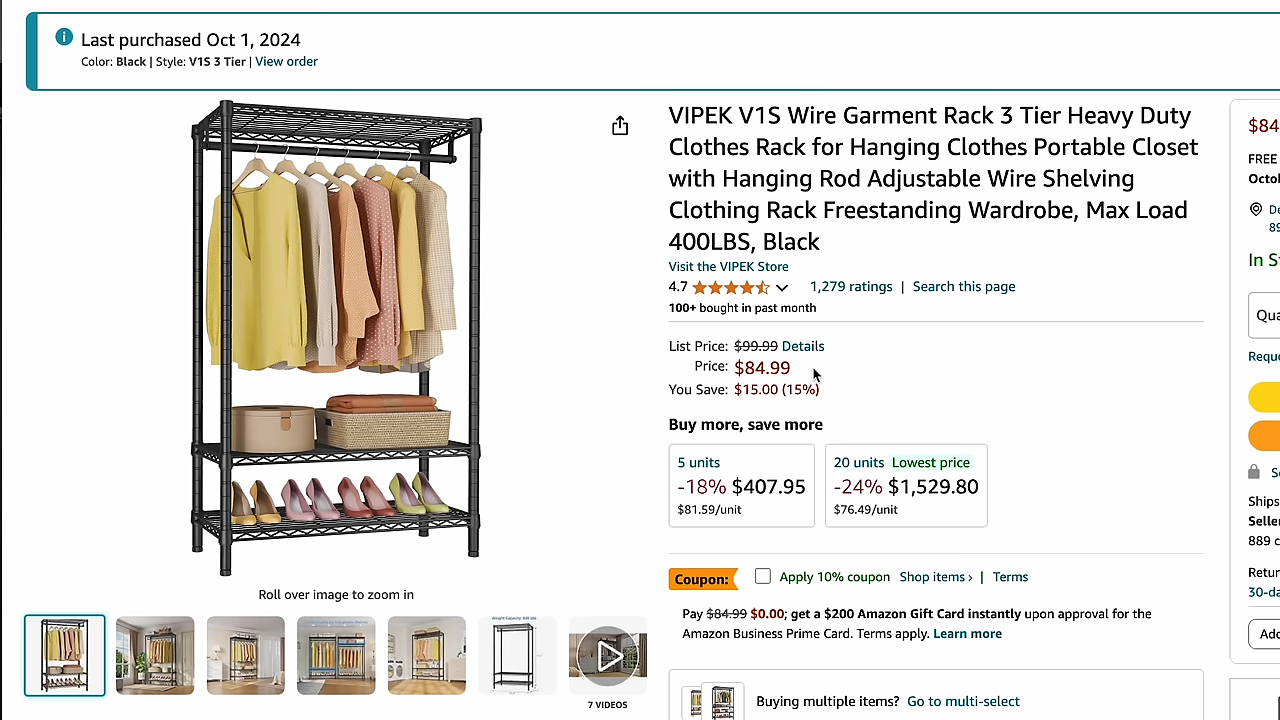 Last purchased Oct 1, 2024
Color: Black | Style: V1S 3 Tier | View order
VIPEK V1S Wire Garment Rack 3 Tier Heavy Duty
Clothes Rack for Hanging Clothes Portable Closet
with Hanging Rod Adjustable Wire Shelving
Clothing Rack Freestanding Wardrobe, Max Load
400LBS, Black
Visit the VIPEK Store
4.7 1,279 ratings | Search this page
100+ bought in past month
List Price: $99.99 Details
Price: $84.99
You Save: $15.00 (15%)
Buy more, save more
5 units
-18% $407.95
$81.59/unit
20 units Lowest price
-24% $1,529.80
$76.49/unit
Coupon: Apply 10% coupon Shop items › | Terms
Pay $84.99 $0.00; get a $200 Amazon Gift Card instantly upon approval for the
Amazon Business Prime Card. Terms apply. Learn more
Buying multiple items? Go to multi-select
Roll over image to zoom in
7 VIDEOS
$84
FREE
In
Ships
889
30-da